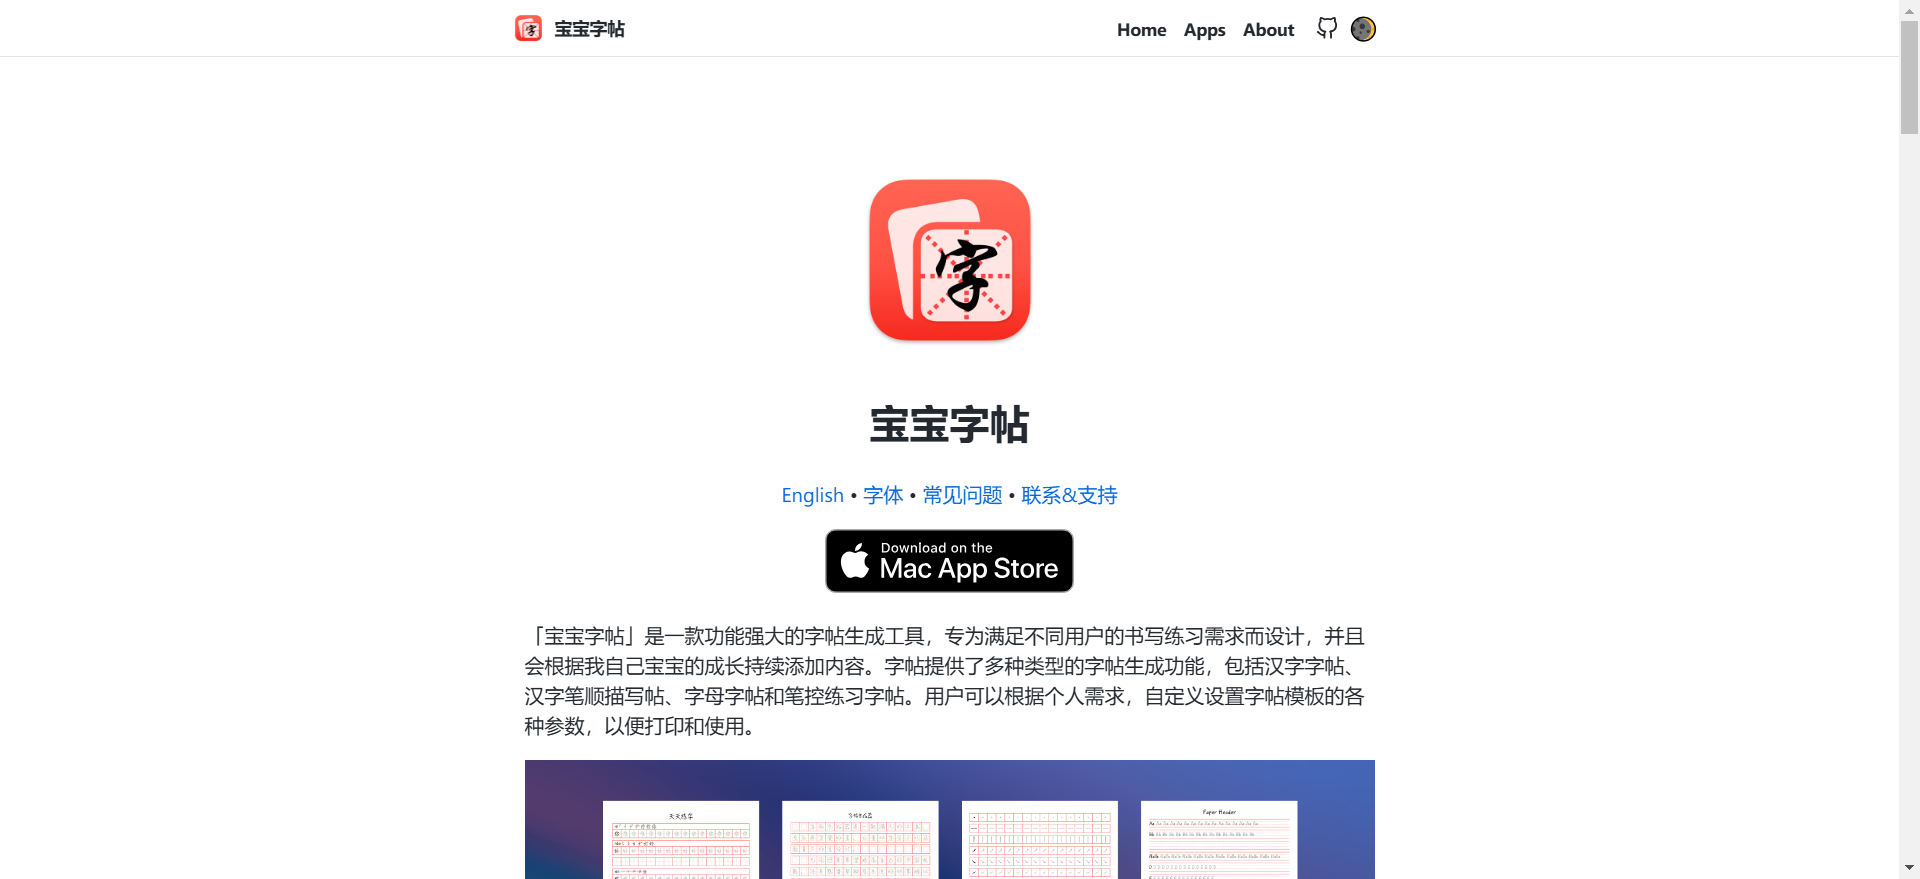 宝宝字帖
Home Apps About
字
宝宝字帖
English • 字体 • 常见问题 • 联系&支持
Download on the
Mac App Store
「宝宝字帖」是一款功能强大的字帖生成工具，专为满足不同用户的书写练习需求而设计，并且
会根据我自己宝宝的成长持续添加内容。字帖提供了多种类型的字帖生成功能，包括汉字字帖、
汉字笔顺描写帖、字母字帖和笔控练习字帖。用户可以根据个人需求，自定义设置字帖模板的各
种参数，以便打印和使用。
天天练字
Paper Header